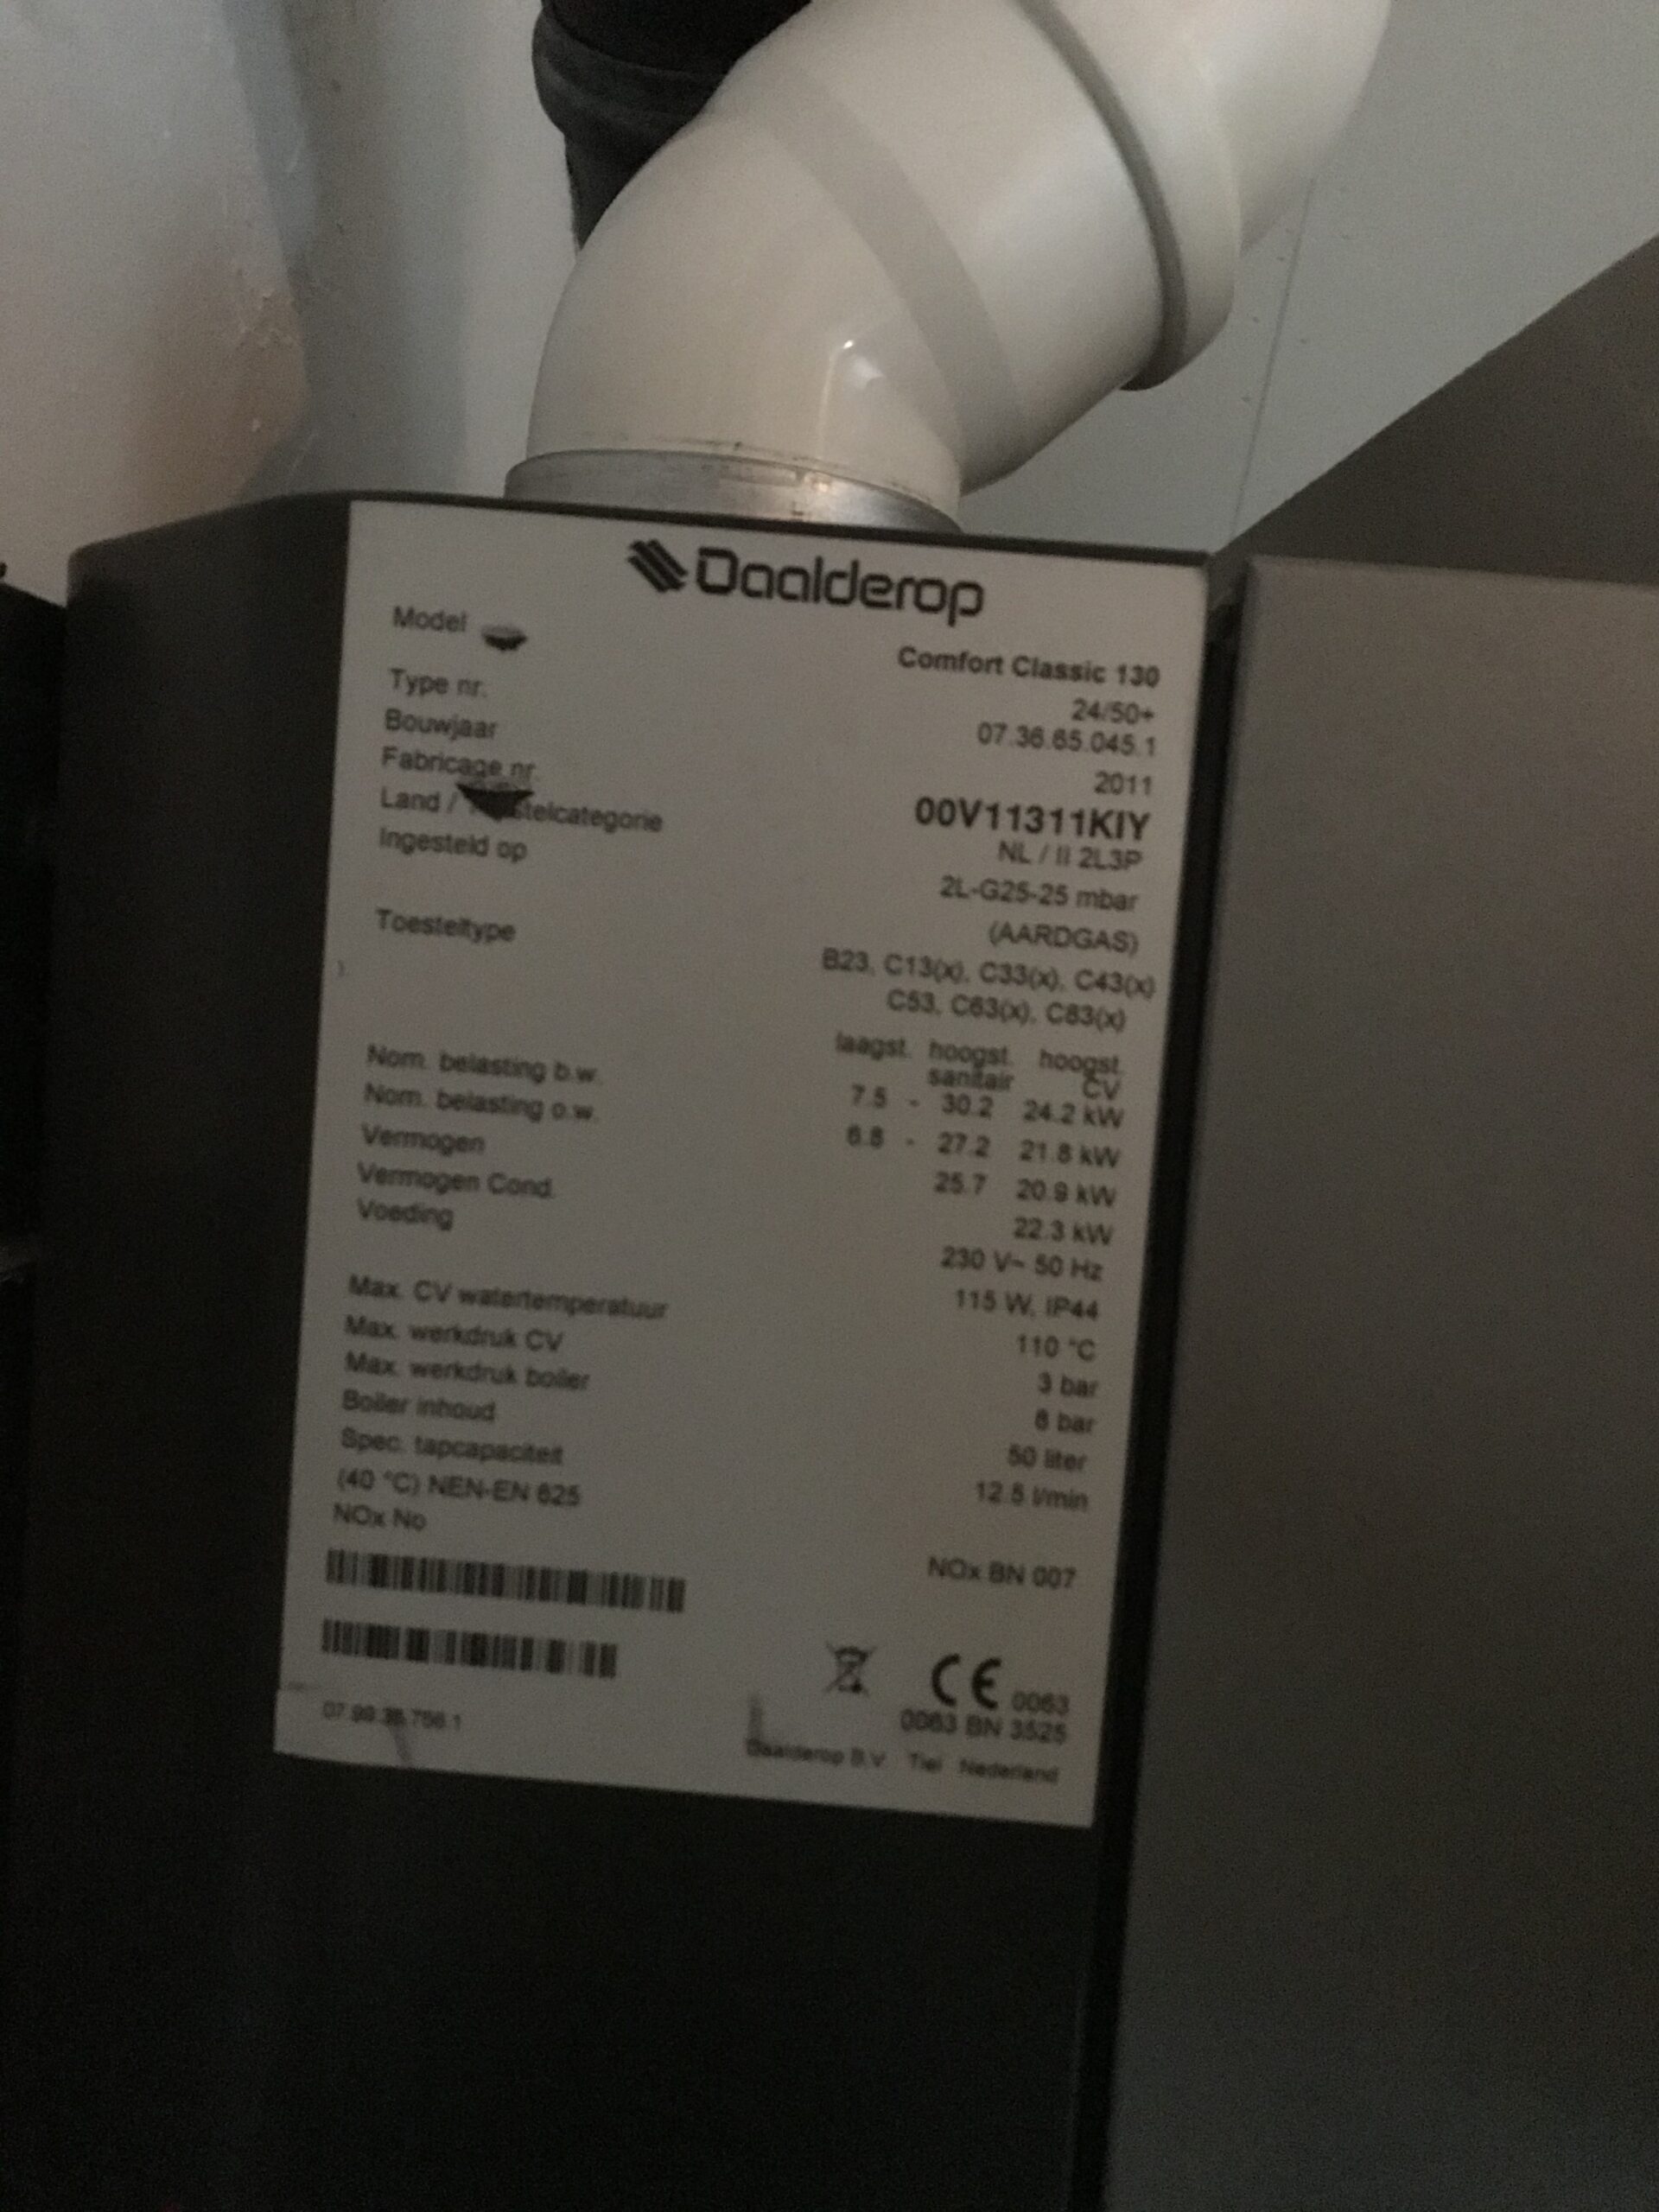 Daalderop
Model Comfort Classic 130
24/50+
Type nr. 07.36.65.045.1
Bouwjaar 2011
Fabricage nr. 00V11311KIY
Land / stelcategorie NL / II 2L3P
Ingesteld op 2L-G25-25 mbar
(AARDGAS)
Toesteltype B23, C13(x), C33(x), C43(x)
C53, C63(x), C83(x)
laagst. hoogst. hoogst.
sanitair CV
Nom. belasting b.w. 7.5 - 30.2 24.2 kW
Nom. belasting o.w. 6.8 - 27.2 21.8 kW
Vermogen 25.7 20.9 kW
Vermogen Cond. 22.3 kW
Voeding 230 V~ 50 Hz
115 W, IP44
Max. CV watertemperatuur 110 °C
Max. werkdruk CV 3 bar
Max. werkdruk boiler 8 bar
Boiler inhoud 50 liter
Spec. tapcapaciteit 12.5 l/min
(40 °C) NEN-EN 625
NOx No NOx BN 007
CE 0063
0063 BN 3525
Daalderop B.V. Tiel Nederland